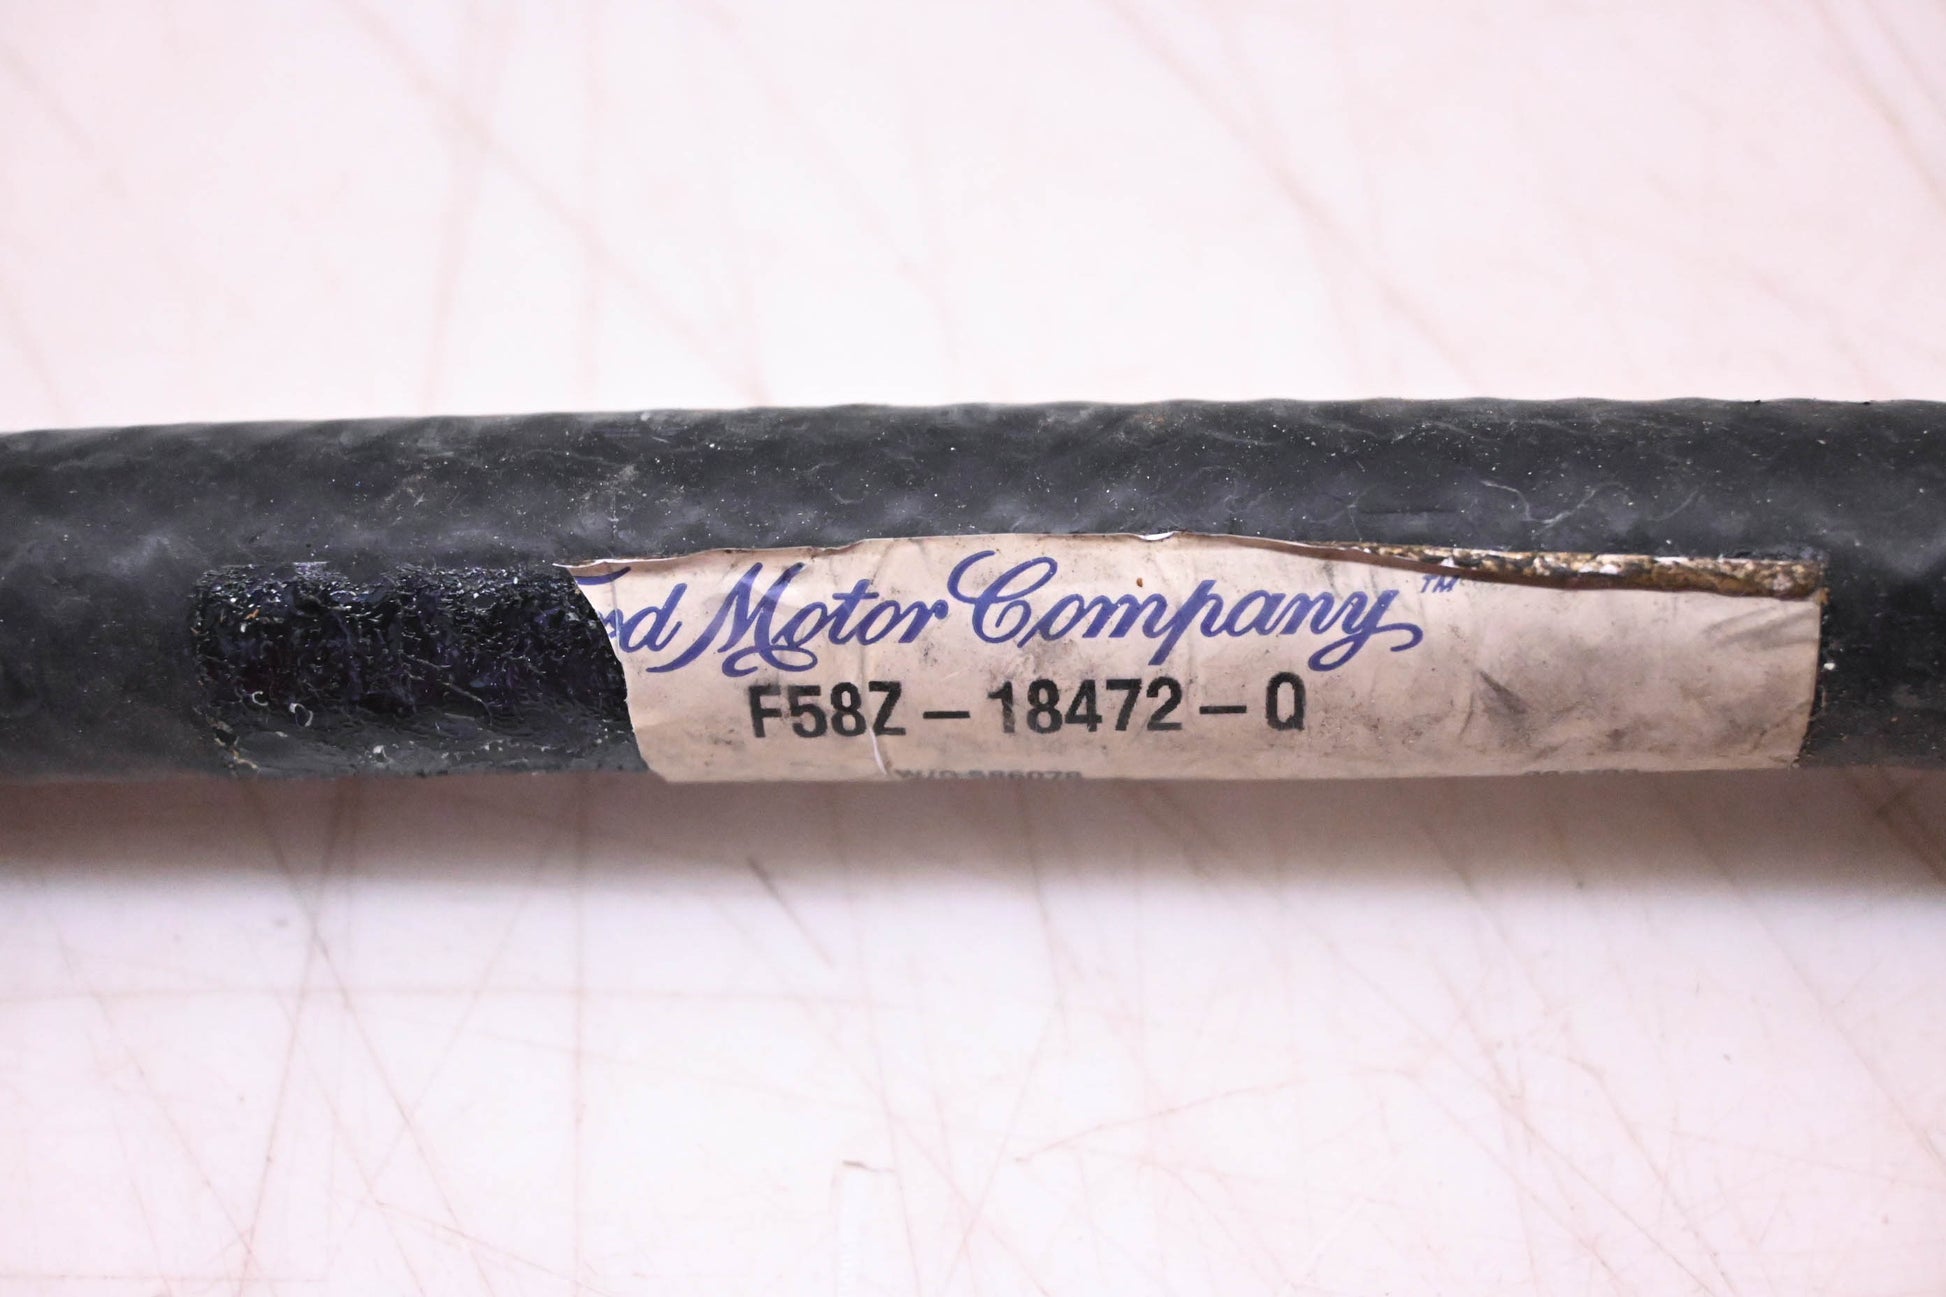 Ford Motor Company™
F58Z-18472-Q